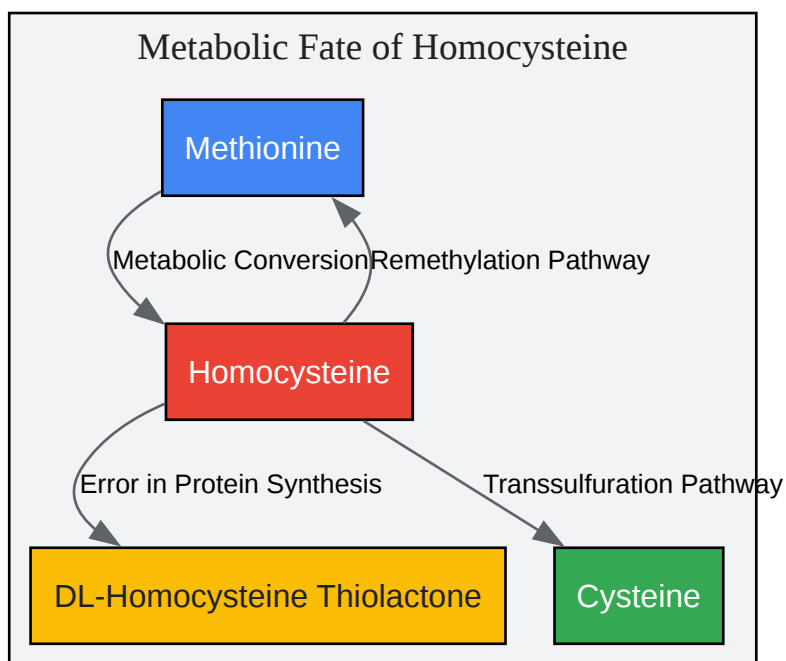 Metabolic Fate of Homocysteine
Methionine
Metabolic Conversion
Remethylation Pathway
Homocysteine
Error in Protein Synthesis
Transsulfuration Pathway
DL-Homocysteine Thiolactone
Cysteine